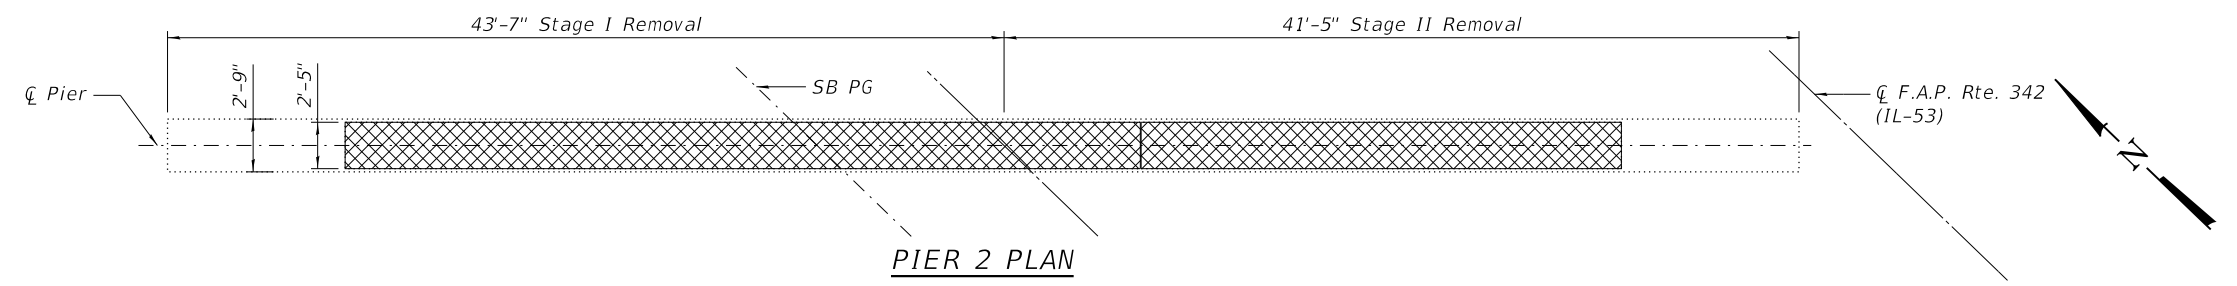 43'-7" Stage I Removal
41'-5" Stage II Removal
2'-9"
2'-5"
℄ Pier
SB PG
℄ F.A.P. Rte. 342
(IL-53)
N
PIER 2 PLAN